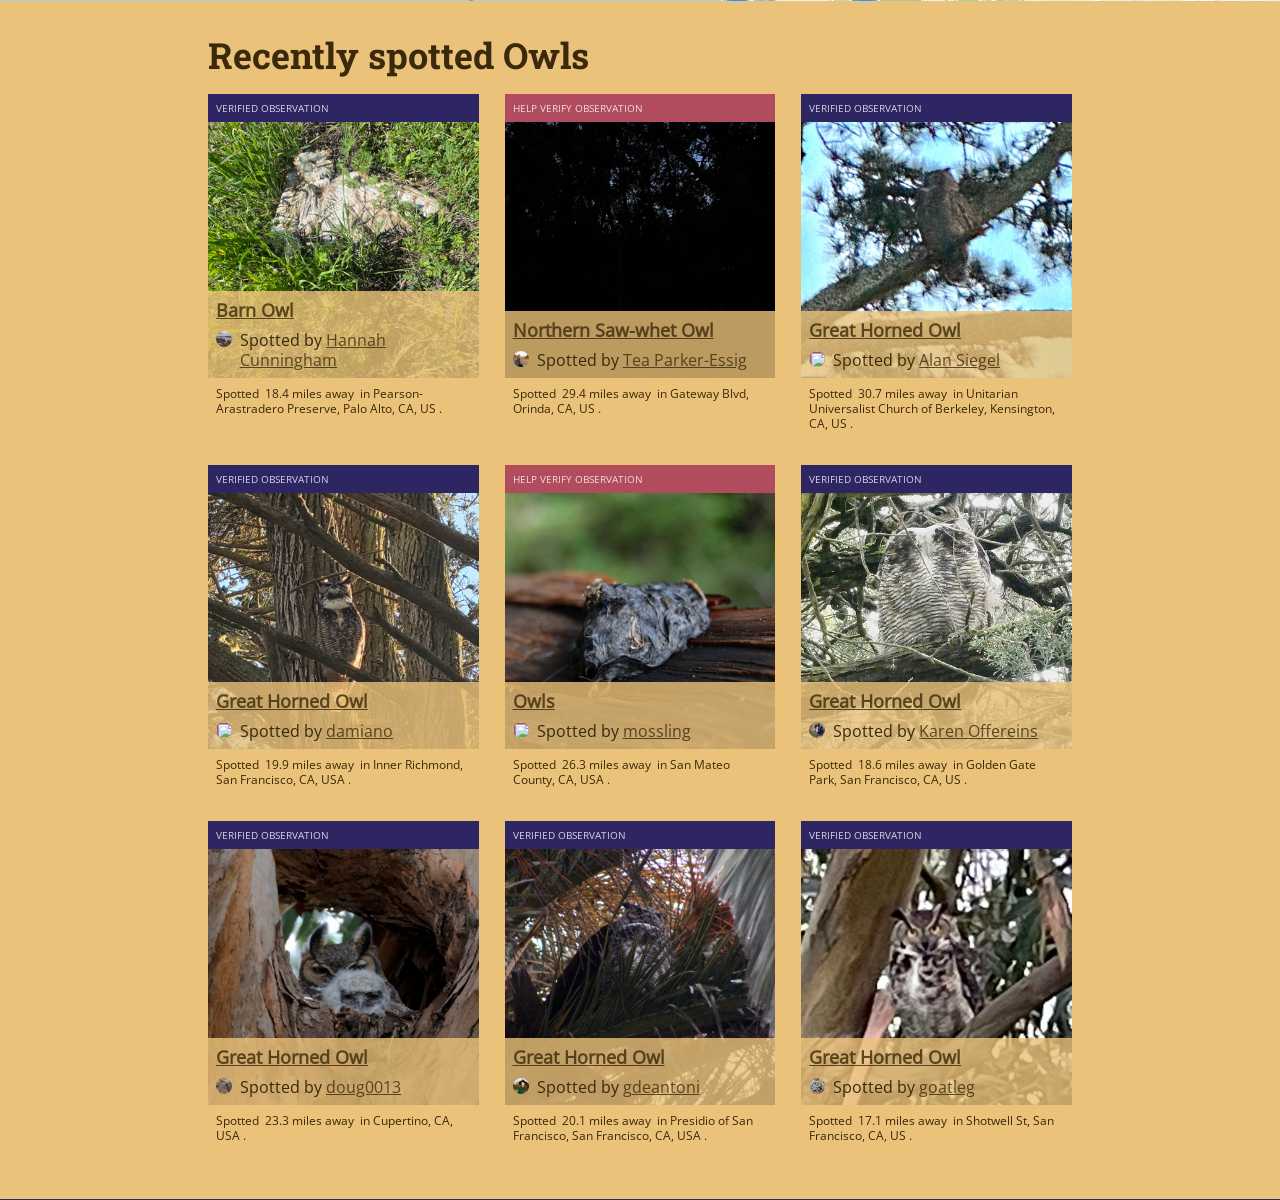 Recently spotted Owls
VERIFIED OBSERVATION
Barn Owl
Spotted by Hannah
Cunningham
Spotted 18.4 miles away in Pearson-
Arastradero Preserve, Palo Alto, CA, US .
HELP VERIFY OBSERVATION
Northern Saw-whet Owl
Spotted by Tea Parker-Essig
Spotted 29.4 miles away in Gateway Blvd,
Orinda, CA, US .
VERIFIED OBSERVATION
Great Horned Owl
Spotted by Alan Siegel
Spotted 30.7 miles away in Unitarian
Universalist Church of Berkeley, Kensington,
CA, US .
VERIFIED OBSERVATION
Great Horned Owl
Spotted by damiano
Spotted 19.9 miles away in Inner Richmond,
San Francisco, CA, USA .
HELP VERIFY OBSERVATION
Owls
Spotted by mossling
Spotted 26.3 miles away in San Mateo
County, CA, USA .
VERIFIED OBSERVATION
Great Horned Owl
Spotted by Karen Offereins
Spotted 18.6 miles away in Golden Gate
Park, San Francisco, CA, US .
VERIFIED OBSERVATION
Great Horned Owl
Spotted by doug0013
Spotted 23.3 miles away in Cupertino, CA,
USA .
VERIFIED OBSERVATION
Great Horned Owl
Spotted by gdeantoni
Spotted 20.1 miles away in Presidio of San
Francisco, San Francisco, CA, USA .
VERIFIED OBSERVATION
Great Horned Owl
Spotted by goatleg
Spotted 17.1 miles away in Shotwell St, San
Francisco, CA, US .